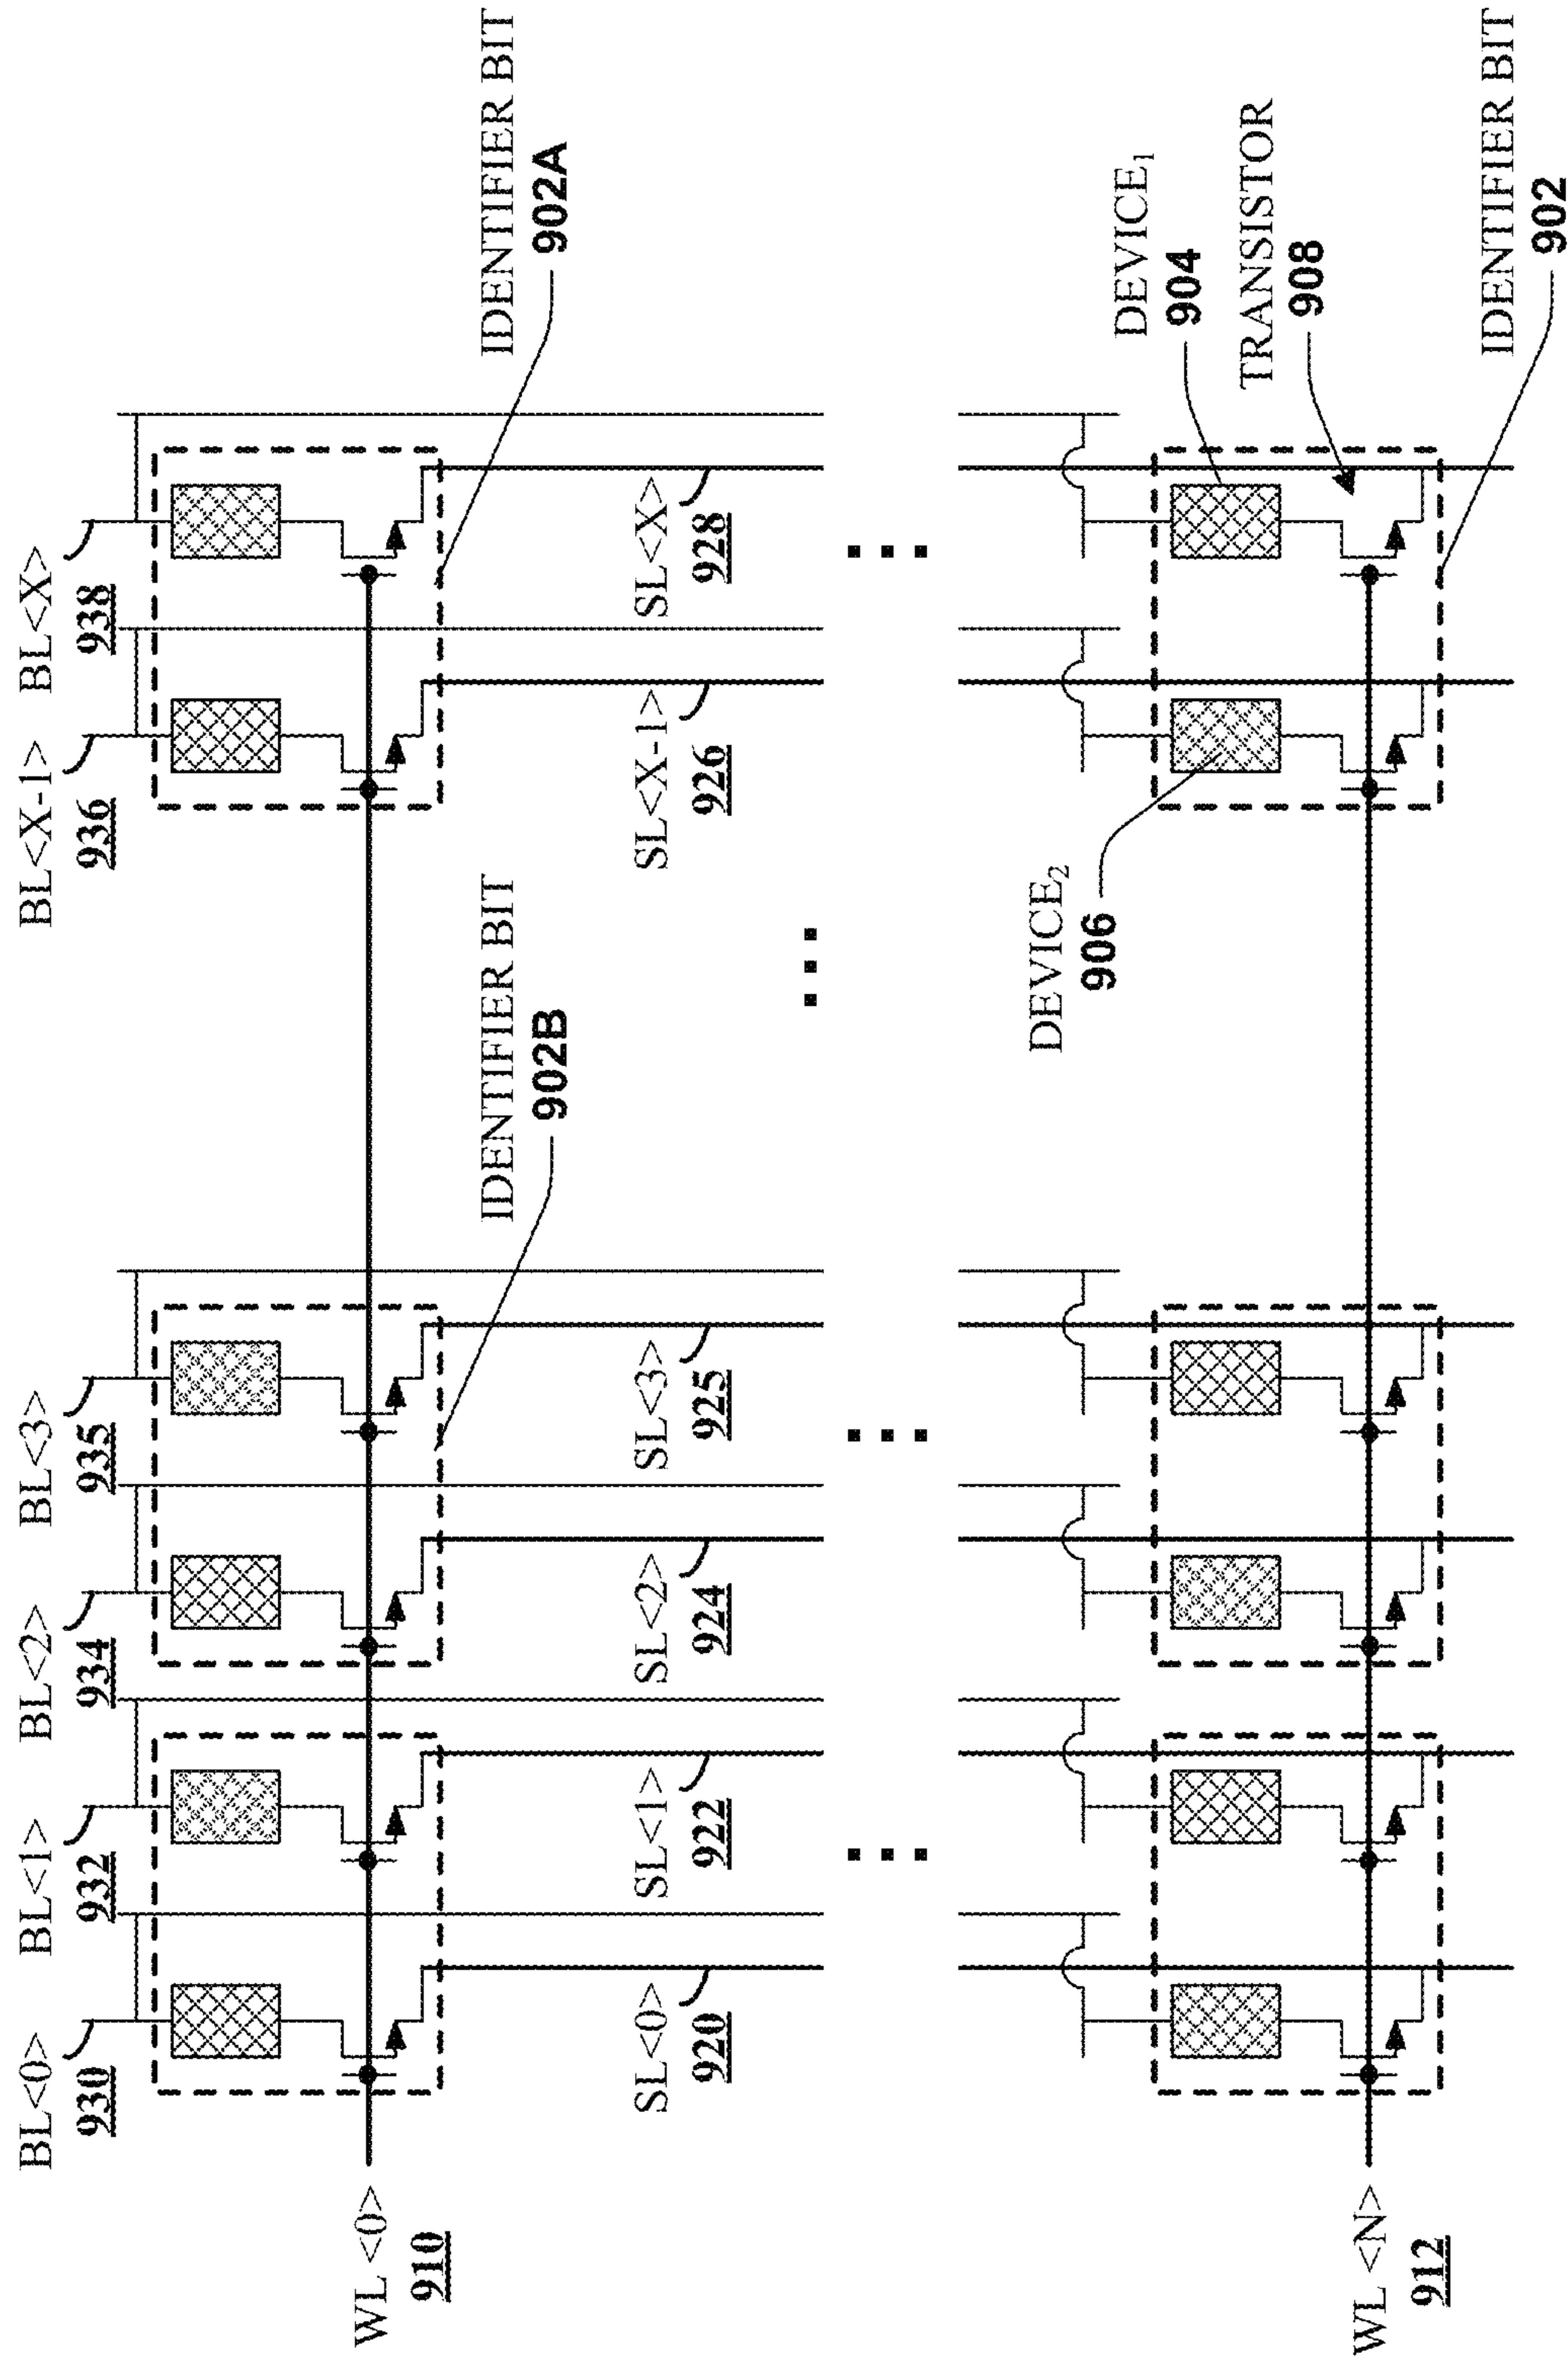 BL<0>
930
BL<1>
932
BL<2>
934
BL<3>
935
BL<X-1>
936
BL<X>
938
WL <0>
910
IDENTIFIER BIT
902B
IDENTIFIER BIT
902A
SL<0>
920
SL<1>
922
SL<2>
924
SL<3>
925
SL<X-1>
926
SL<X>
928
DEVICE₂
906
DEVICE₁
904
TRANSISTOR
908
WL <N>
912
IDENTIFIER BIT
902